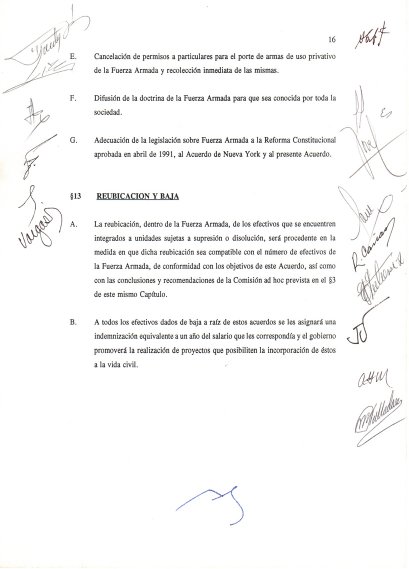 16
E. Cancelación de permisos a particulares para el porte de armas de uso privativo
de la Fuerza Armada y recolección inmediata de las mismas.
F. Difusión de la doctrina de la Fuerza Armada para que sea conocida por toda la
sociedad.
G. Adecuación de la legislación sobre Fuerza Armada a la Reforma Constitucional
aprobada en abril de 1991, al Acuerdo de Nueva York y al presente Acuerdo.
§13 REUBICACION Y BAJA
A. La reubicación, dentro de la Fuerza Armada, de los efectivos que se encuentren
integrados a unidades sujetas a supresión o disolución, será procedente en la
medida en que dicha reubicación sea compatible con el número de efectivos de
la Fuerza Armada, de conformidad con los objetivos de este Acuerdo, así como
con las conclusiones y recomendaciones de la Comisión ad hoc prevista en el §3
de este mismo Capítulo.
B. A todos los efectivos dados de baja a raíz de estos acuerdos se les asignará una
indemnización equivalente a un año del salario que les correspondía y el gobierno
promoverá la realización de proyectos que posibiliten la incorporación de éstos
a la vida civil.
Vargas